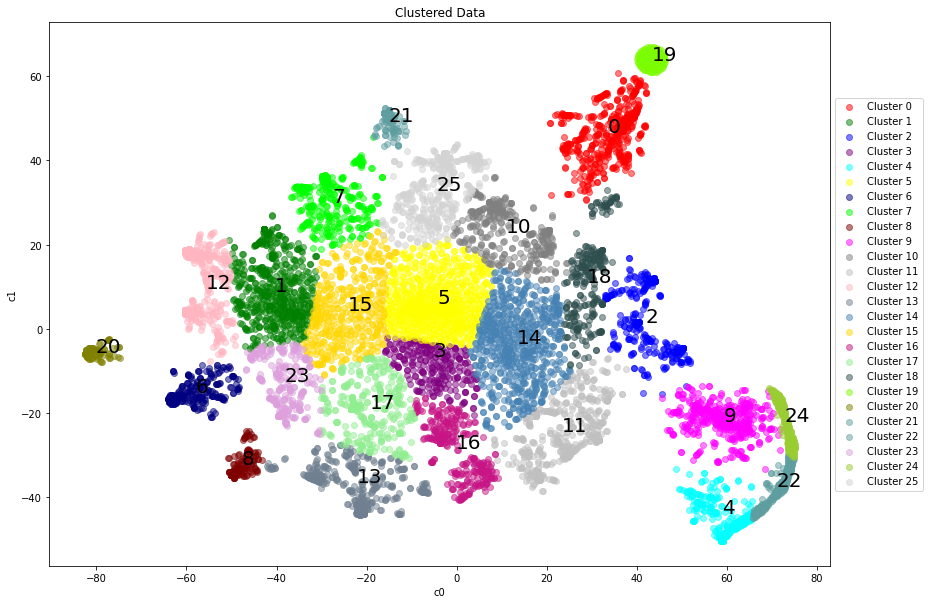 Clustered Data
19
0
21
25
7
10
18
12
1
15
5
2
14
3
20
6
23
17
9
24
11
16
8
13
22
4
60
40
20
0
−20
−40
c1
−80
−60
−40
−20
0
20
40
60
80
c0
Cluster 0
Cluster 1
Cluster 2
Cluster 3
Cluster 4
Cluster 5
Cluster 6
Cluster 7
Cluster 8
Cluster 9
Cluster 10
Cluster 11
Cluster 12
Cluster 13
Cluster 14
Cluster 15
Cluster 16
Cluster 17
Cluster 18
Cluster 19
Cluster 20
Cluster 21
Cluster 22
Cluster 23
Cluster 24
Cluster 25